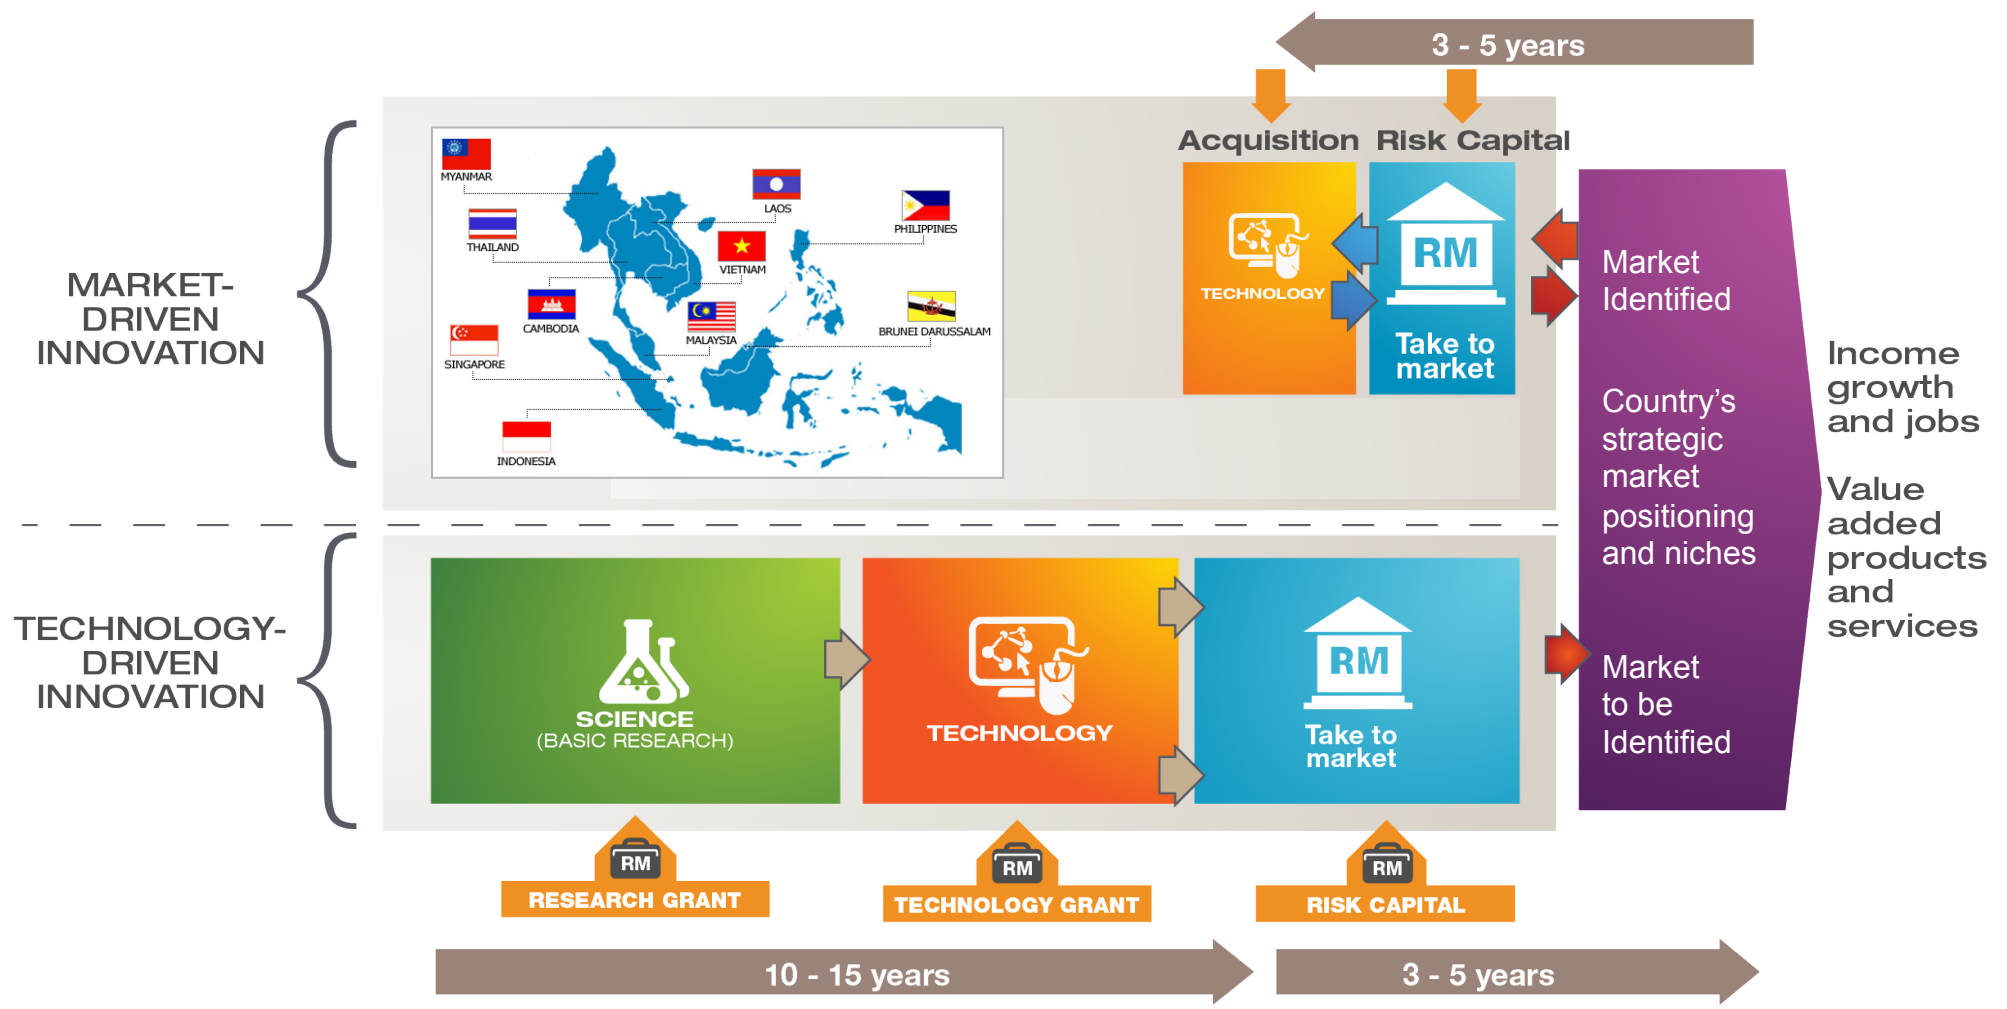 3 - 5 years
Acquisition
Risk Capital
MARKET-
DRIVEN
INNOVATION
MYANMAR
LAOS
THAILAND
PHILIPPINES
VIETNAM
CAMBODIA
MALAYSIA
BRUNEI DARUSSALAM
SINGAPORE
INDONESIA
TECHNOLOGY
RM
Take to
market
Market
Identified
Country’s
strategic
market
positioning
and niches
Market
to be
Identified
Income
growth
and jobs
Value
added
products
and
services
TECHNOLOGY-
DRIVEN
INNOVATION
SCIENCE
(BASIC RESEARCH)
TECHNOLOGY
RM
Take to
market
RM
RESEARCH GRANT
RM
TECHNOLOGY GRANT
RM
RISK CAPITAL
10 - 15 years
3 - 5 years